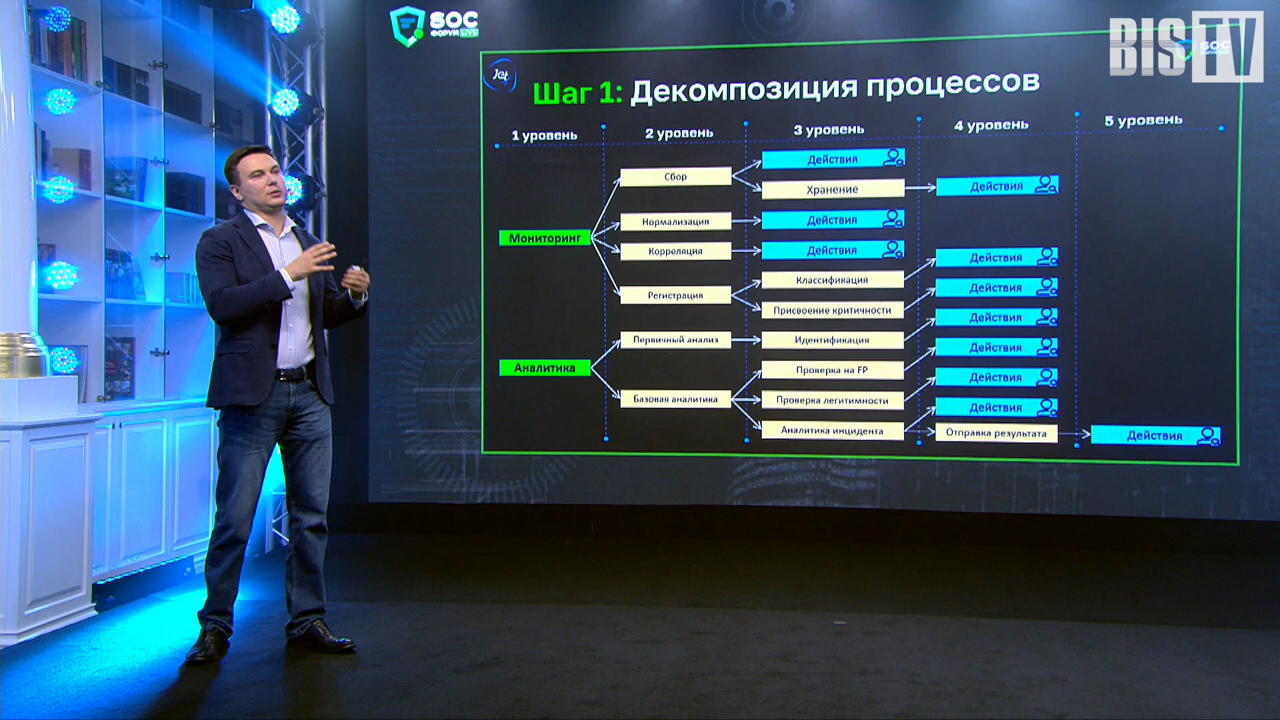 SOC
ФОРУМ LIVE
BIS TV
SOC
Jet
Шаг 1: Декомпозиция процессов
1 уровень
2 уровень
3 уровень
4 уровень
5 уровень
Действия
Сбор
Хранение
Действия
Нормализация
Действия
Мониторинг
Корреляция
Действия
Действия
Классификация
Действия
Регистрация
Присвоение критичности
Действия
Первичный анализ
Идентификация
Действия
Аналитика
Проверка на FP
Действия
Базовая аналитика
Проверка легитимности
Действия
Аналитика инцидента
Отправка результата
Действия